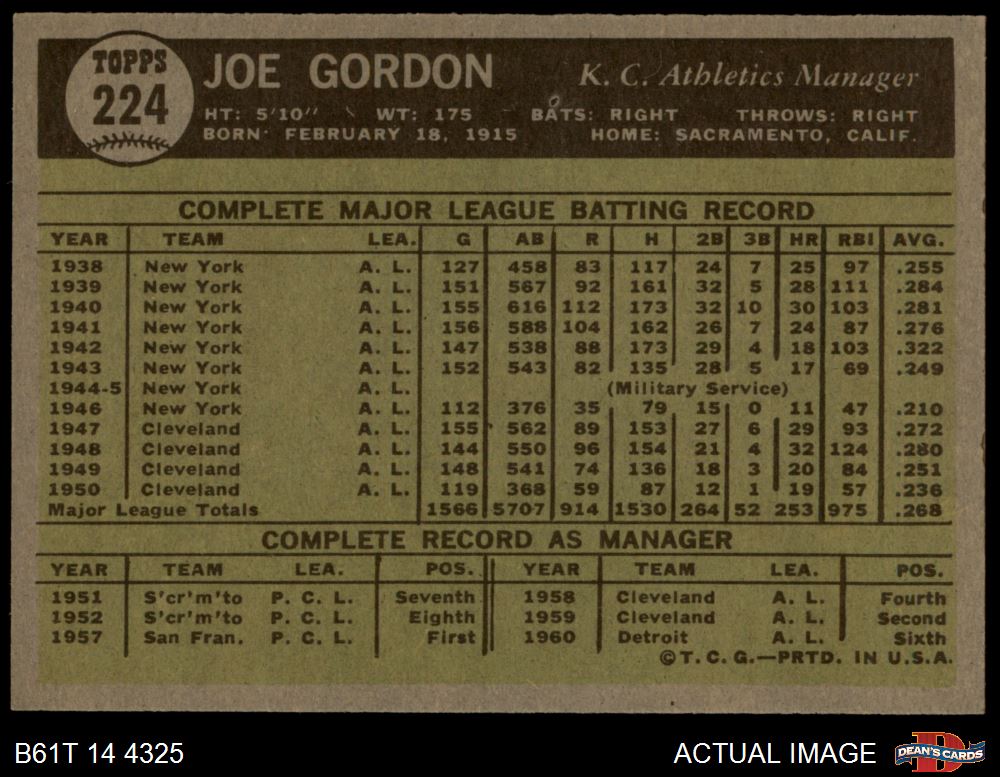 TOPPS
224
JOE GORDON K. C. Athletics Manager
HT: 5'10" WT: 175 BATS: RIGHT THROWS: RIGHT
BORN: FEBRUARY 18, 1915 HOME: SACRAMENTO, CALIF.
COMPLETE MAJOR LEAGUE BATTING RECORD
YEAR TEAM LEA. G AB R H 2B 3B HR RBI AVG.
1938 New York A. L. 127 458 83 117 24 7 25 97 .255
1939 New York A. L. 151 567 92 161 32 5 28 111 .284
1940 New York A. L. 155 616 112 173 32 10 30 103 .281
1941 New York A. L. 156 588 104 162 26 7 24 87 .276
1942 New York A. L. 147 538 88 173 29 4 18 103 .322
1943 New York A. L. 152 543 82 135 28 5 17 69 .249
1944-5 New York A. L. (Military Service)
1946 New York A. L. 112 376 35 79 15 0 11 47 .210
1947 Cleveland A. L. 155 562 89 153 27 6 29 93 .272
1948 Cleveland A. L. 144 550 96 154 21 4 32 124 .280
1949 Cleveland A. L. 148 541 74 136 18 3 20 84 .251
1950 Cleveland A. L. 119 368 59 87 12 1 19 57 .236
Major League Totals 1566 5707 914 1530 264 52 253 975 .268
COMPLETE RECORD AS MANAGER
YEAR TEAM LEA. POS. YEAR TEAM LEA. POS.
1951 S'cr'm'to P. C. L. Seventh 1958 Cleveland A. L. Fourth
1952 S'cr'm'to P. C. L. Eighth 1959 Cleveland A. L. Second
1957 San Fran. P. C. L. First 1960 Detroit A. L. Sixth
©T. C. G.—PRTD. IN U.S.A.
B61T 14 4325 ACTUAL IMAGE D DEAN'S CARDS